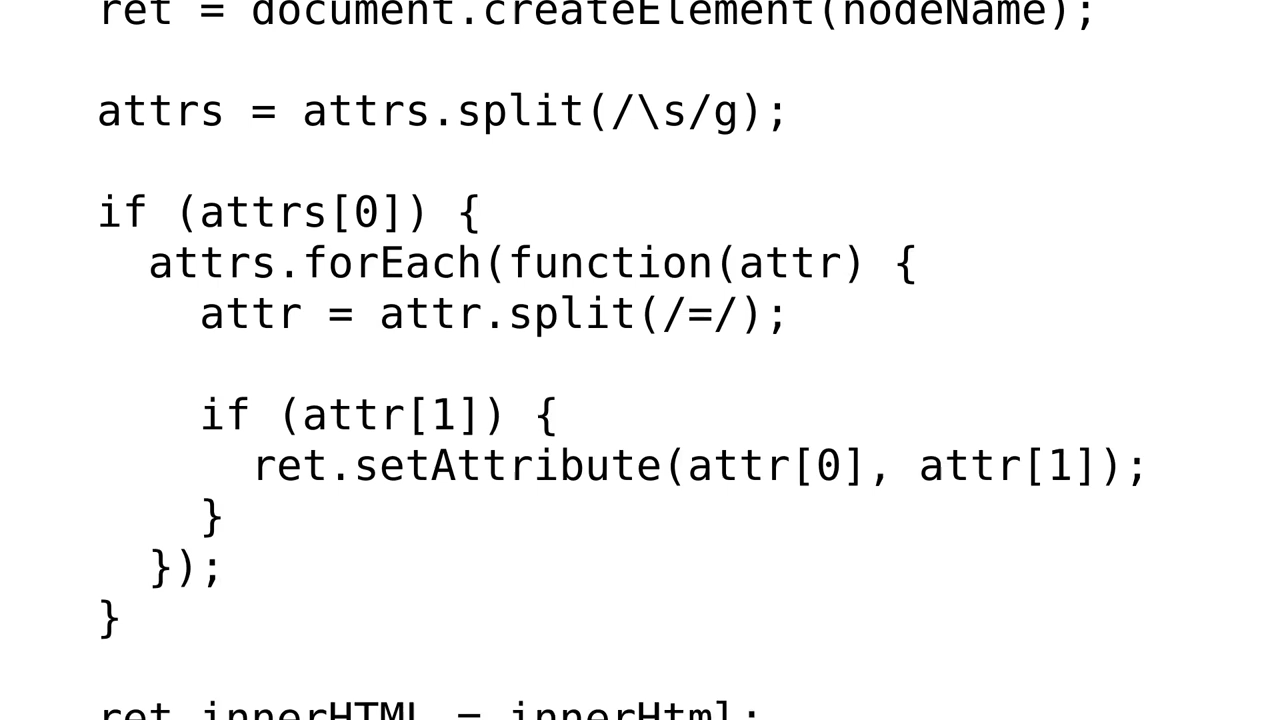 ret = document.createElement(nodeName);
attrs = attrs.split(/\s/g);
if (attrs[0]) {
attrs.forEach(function(attr) {
attr = attr.split(/=/);
if (attr[1]) {
ret.setAttribute(attr[0], attr[1]);
}
});
}
ret.innerHTML = innerHtml;